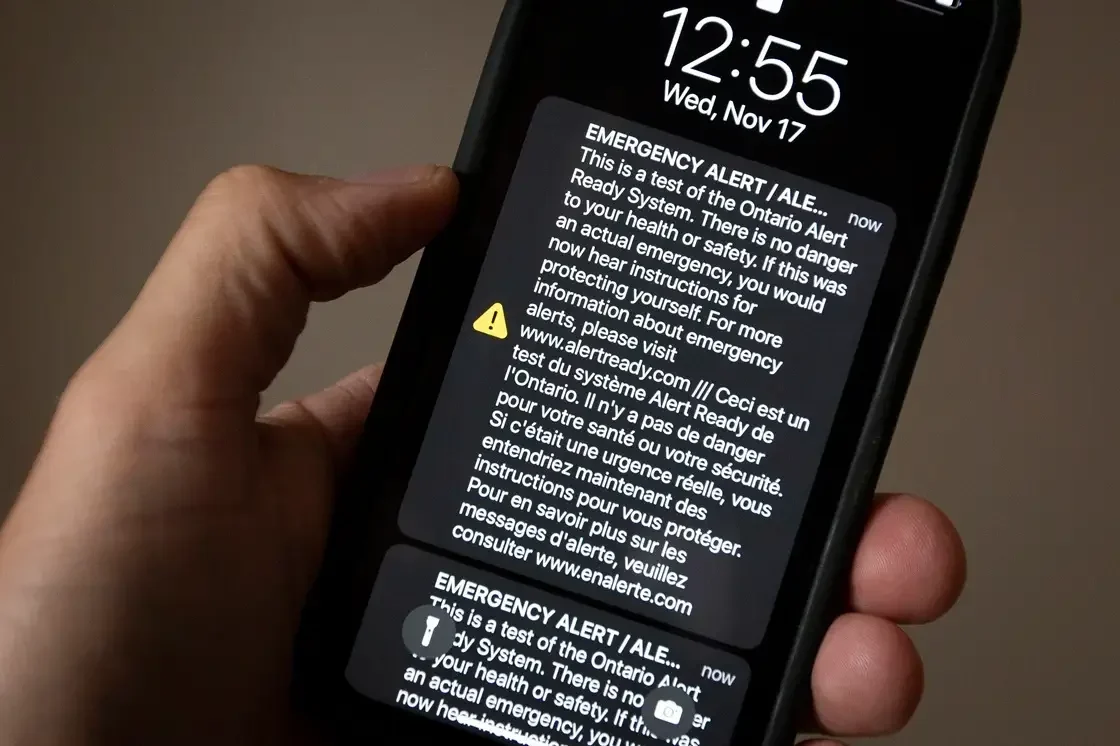 12:55
Wed, Nov 17
EMERGENCY ALERT / ALE... now
This is a test of the Ontario Alert
Ready System. There is no danger
to your health or safety. If this was
an actual emergency, you would
now hear instructions for
protecting yourself. For more
information about emergency
alerts, please visit
www.alertready.com /// Ceci est un
test du système Alert Ready de
l'Ontario. Il n'y a pas de danger
pour votre santé ou votre sécurité.
Si c'était une urgence réelle, vous
entendriez maintenant des
instructions pour vous protéger.
Pour en savoir plus sur les
messages d'alerte, veuillez
consulter www.enalerte.com
EMERGENCY ALERT / ALE... now
This is a test of the Ontario Alert
System. There is no
your health or safety. If
an actual emergency, you
now hear